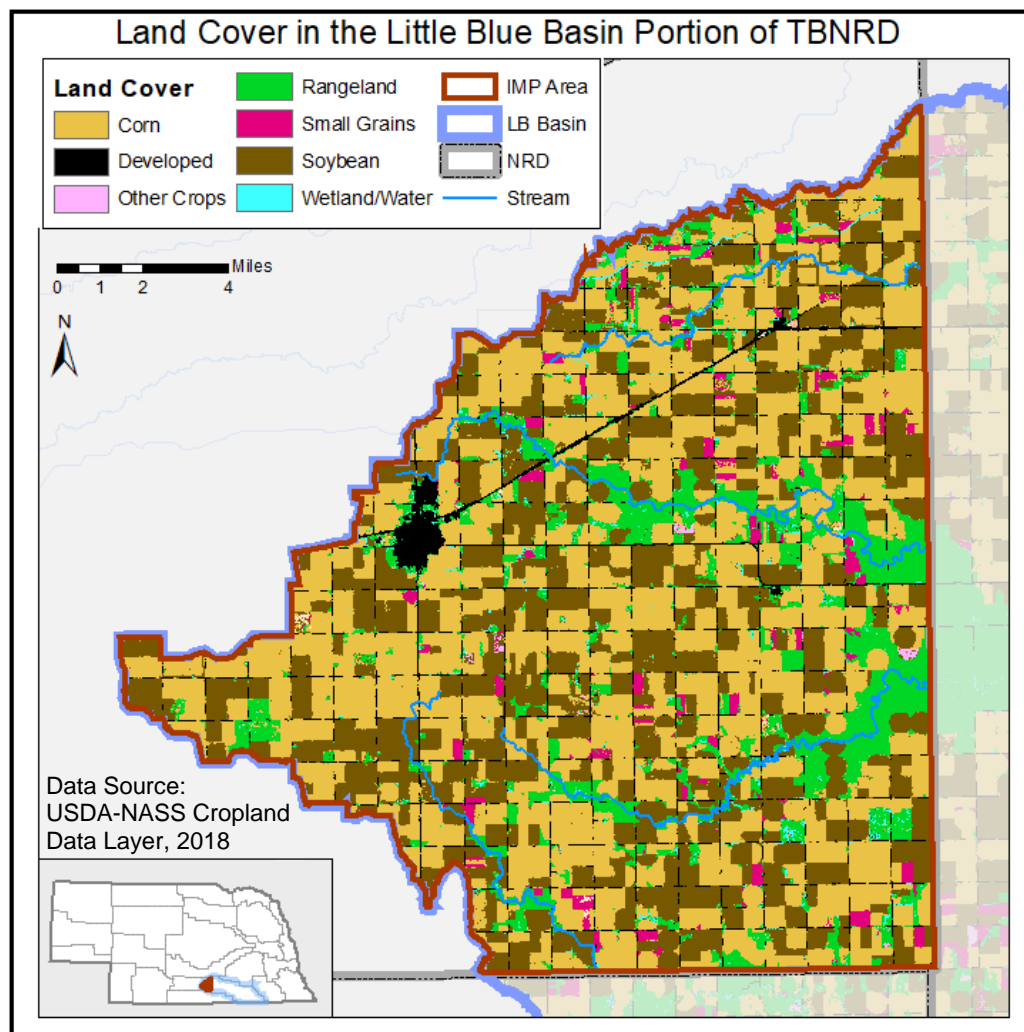 Land Cover in the Little Blue Basin Portion of TBNRD
Land Cover
Corn
Developed
Other Crops
Rangeland
Small Grains
Soybean
Wetland/Water
IMP Area
LB Basin
NRD
Stream
Miles
0 1 2 4
N
Data Source:
USDA-NASS Cropland
Data Layer, 2018